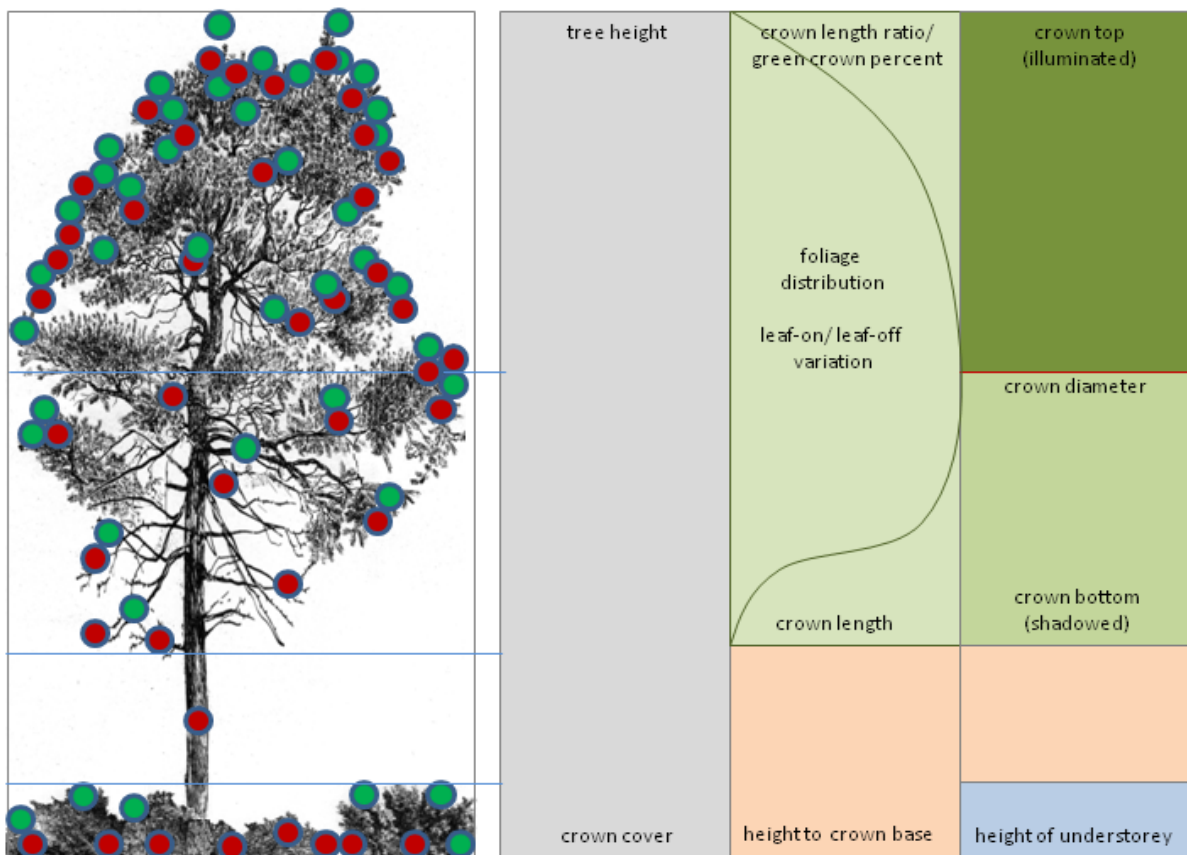 tree height
crown length ratio/
green crown percent
crown top
(illuminated)
foliage
distribution
leaf-on/ leaf-off
variation
crown diameter
crown length
crown bottom
(shadowed)
crown cover
height to crown base
height of understorey